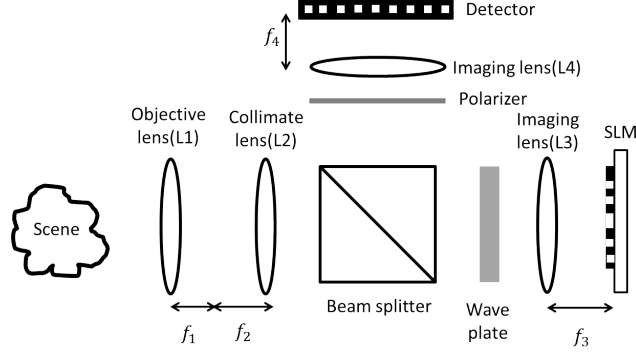 Detector
f4
Imaging lens(L4)
Polarizer
Objective
lens(L1)
Collimate
lens(L2)
Imaging
lens(L3)
SLM
Scene
Beam splitter
Wave
plate
f1
f2
f3